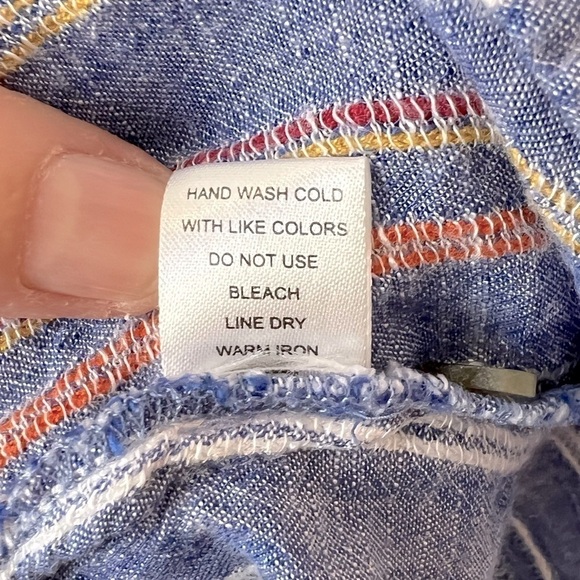 HAND WASH COLD
WITH LIKE COLORS
DO NOT USE
BLEACH
LINE DRY
WARM IRON